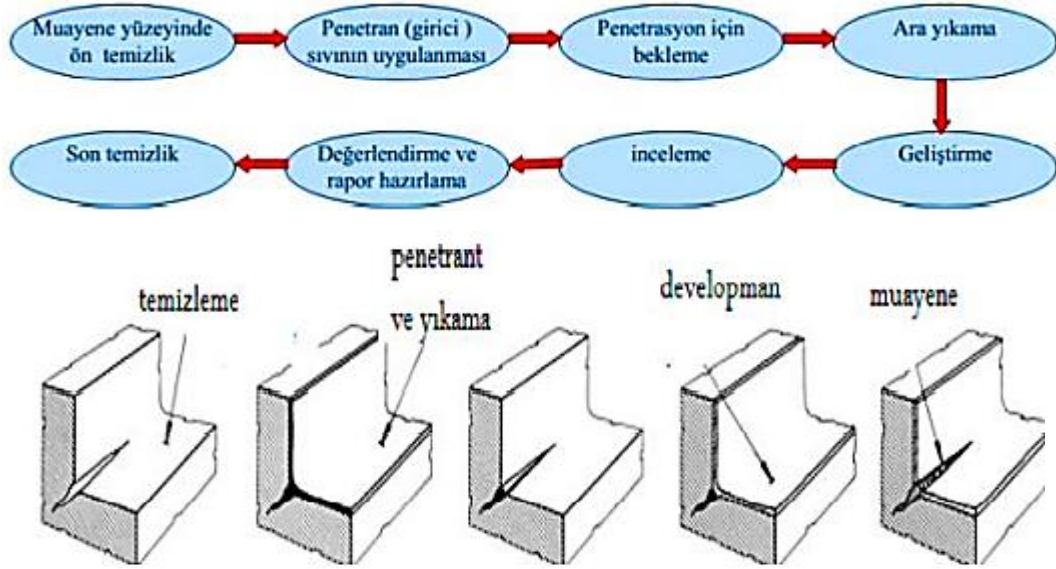 Muayene yüzeyinde
ön temizlik
Penetran (girici )
sıvının uygulanması
Penetrasyon için
bekleme
Ara yıkama
Geliştirme
inceleme
Değerlendirme ve
rapor hazırlama
Son temizlik
temizleme
penetrant
ve yıkama
developman
muayene